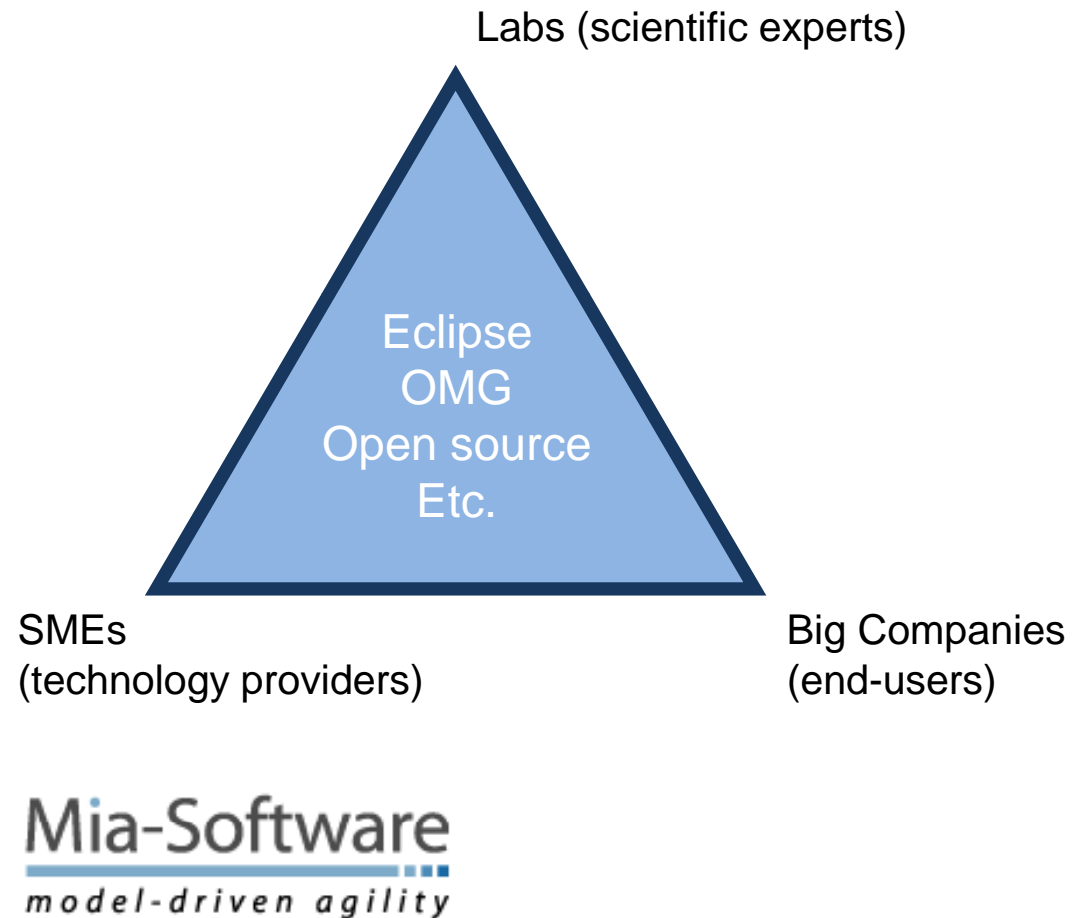 Labs (scientific experts)
Eclipse
OMG
Open source
Etc.
SMEs
(technology providers)
Big Companies
(end-users)
Mia-Software
model-driven agility